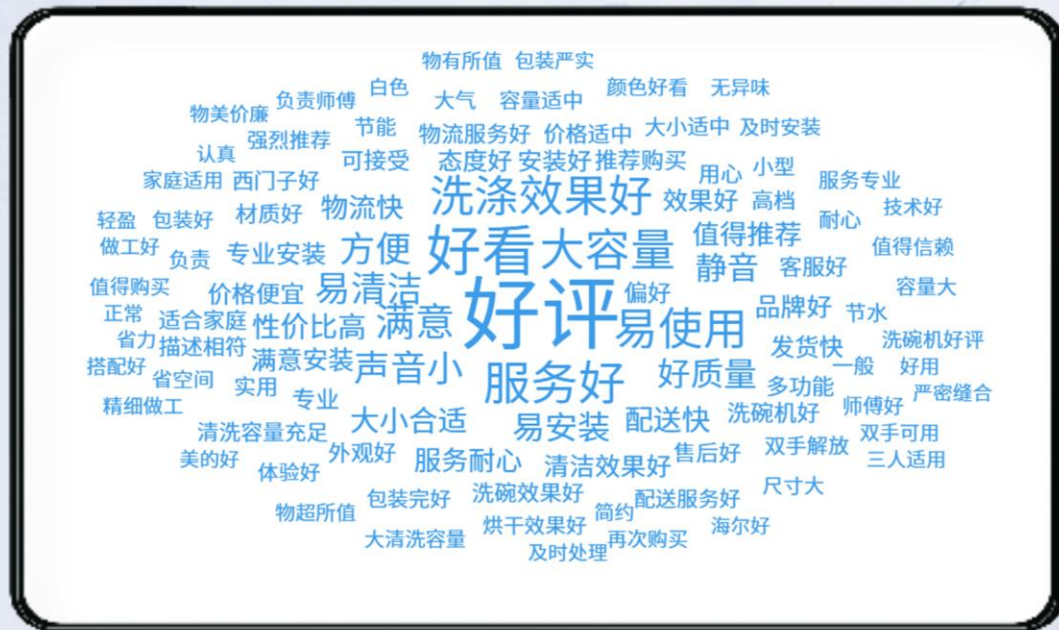 物有所值 包装严实
白色 大气 容量适中 颜色好看 无异味
物美价廉 负责师傅
强烈推荐 节能 物流服务好 价格适中 大小适中 及时安装
认真 可接受 态度好 安装好 推荐购买 用心 小型
家庭适用 西门子好 洗涤效果好 效果好 高档 服务专业
轻盈 包装好 材质好 物流快 耐心 技术好
做工好 负责 专业安装 方便 好看 大容量 值得推荐 值得信赖
静音 客服好
值得购买 价格便宜 易清洁 好评 偏好 容量大
正常 适合家庭 性价比高 满意 易使用 品牌好 节水
省力 描述相符 发货快 洗碗机好评
搭配好 省空间 满意安装 声音小 服务好 好质量 一般 好用
实用 专业 多功能 严密缝合
精细做工 大小合适 易安装 配送快 洗碗机好 师傅好
清洗容量充足 双手可用
美的好 外观好 服务耐心 清洁效果好 售后好 双手解放 三人适用
体验好 尺寸大
物超所值 包装完好 洗碗效果好 配送服务好
烘干效果好 简约 海尔好
大清洗容量 及时处理 再次购买